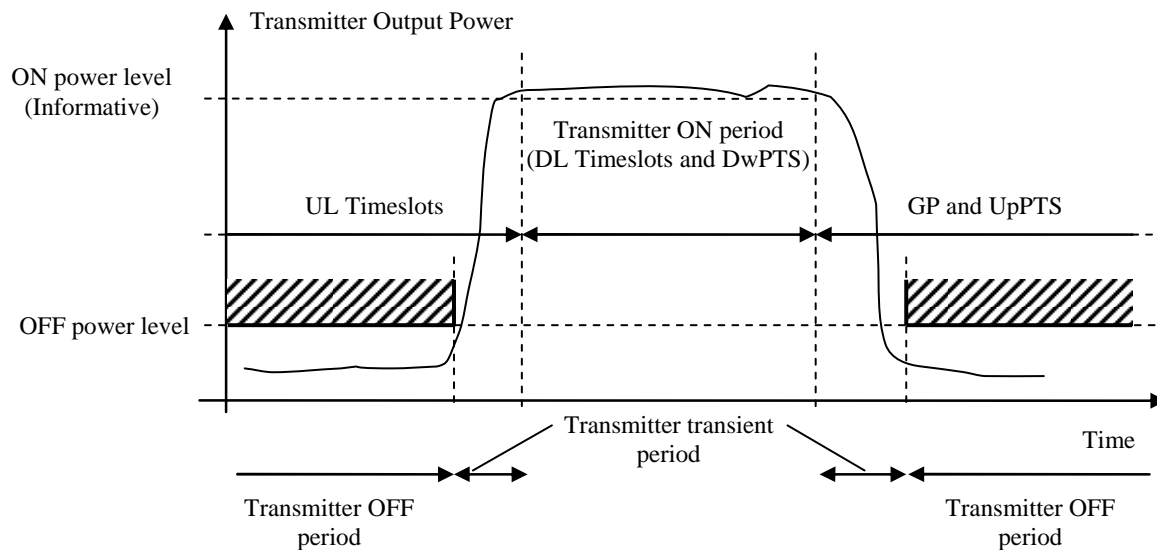 Transmitter Output Power
ON power level
(Informative)
Transmitter ON period
(DL Timeslots and DwPTS)
UL Timeslots
GP and UpPTS
OFF power level
Transmitter transient
period
Time
Transmitter OFF
period
Transmitter OFF
period